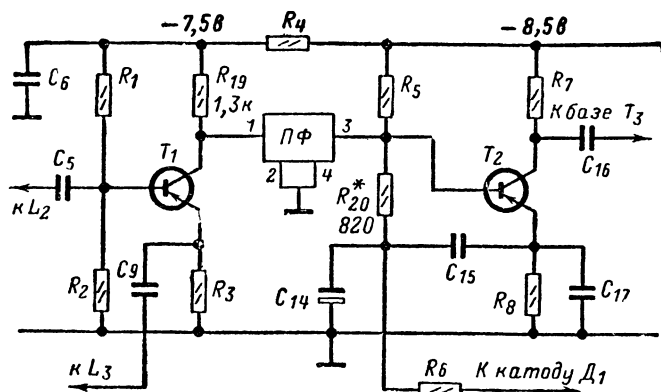 −7,5в R4 −8,5в
C6 R1 R19 1,3к R5 R7
К базе T3
1 ПФ 3
2 4
C5 T1 T2 C16
к L2 R20* 820
C9 C15
R2 R3 C14 R8 C17
к L3 R6 К катоду Д1